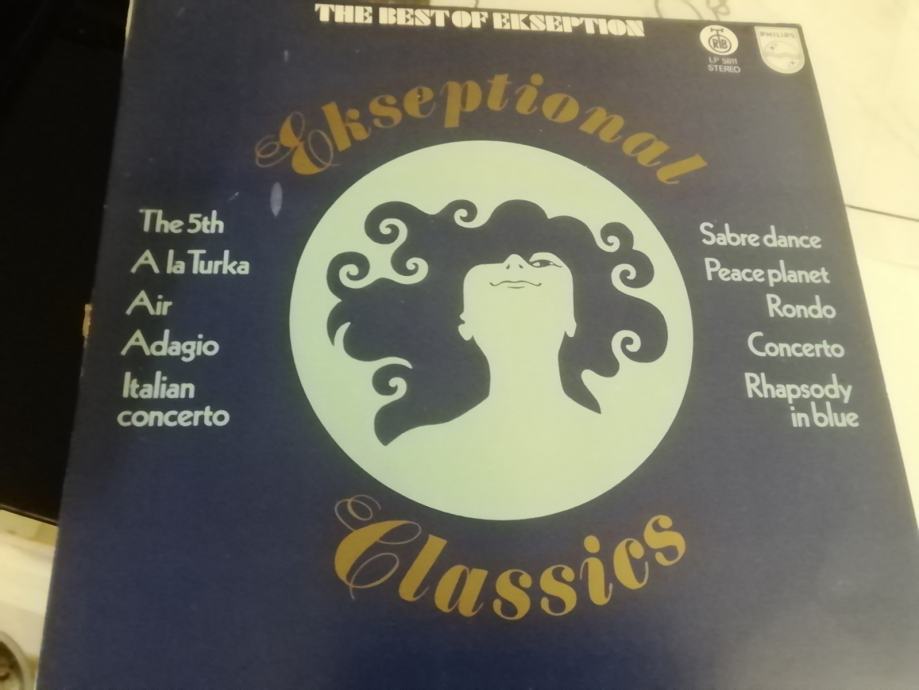 THE BEST OF EKSEPTION
RTB
LP 5611
STEREO
PHILIPS
Ekseptional
The 5th
A la Turka
Air
Adagio
Italian
concerto
Sabre dance
Peace planet
Rondo
Concerto
Rhapsody
in blue
Classics